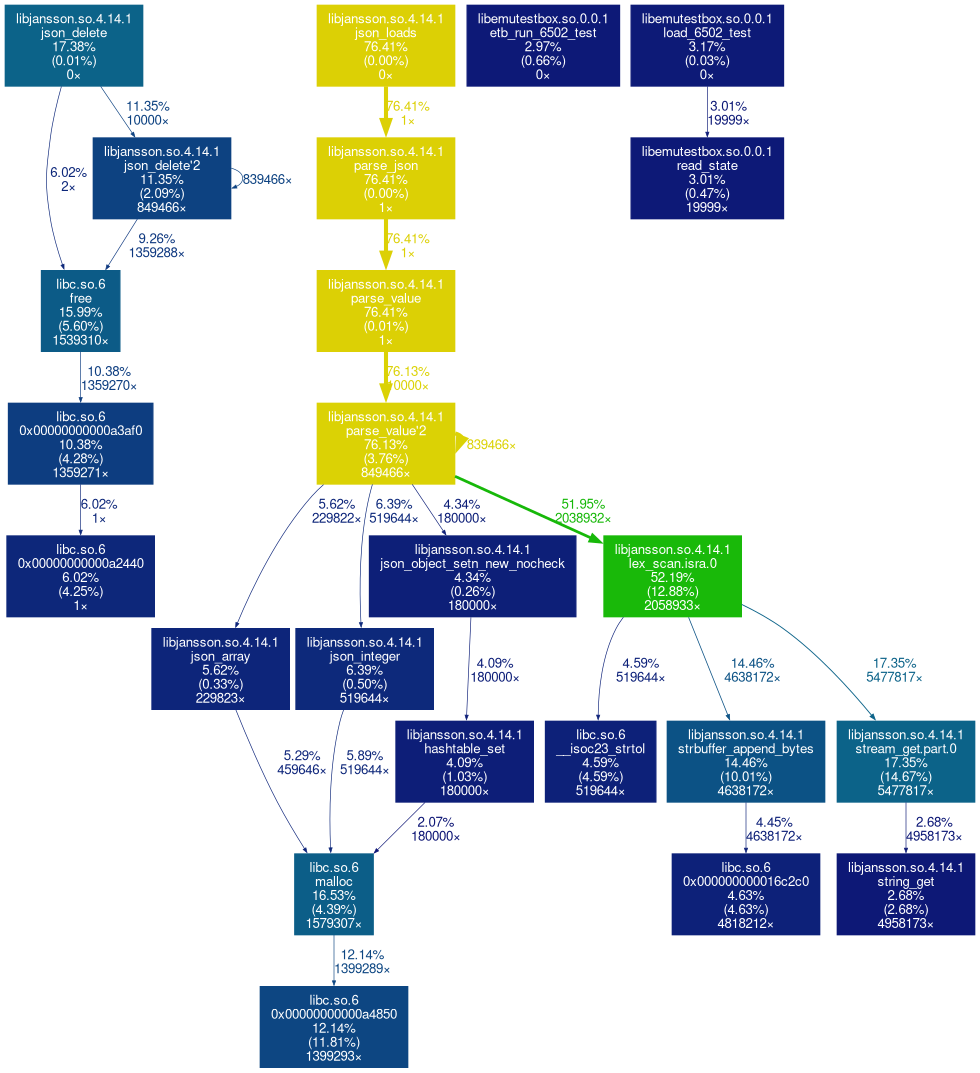 libjansson.so.4.14.1
json_delete
17.38%
(0.01%)
0×
libjansson.so.4.14.1
json_loads
76.41%
(0.00%)
0×
libemutestbox.so.0.0.1
etb_run_6502_test
2.97%
(0.66%)
0×
libemutestbox.so.0.0.1
load_6502_test
3.17%
(0.03%)
0×
11.35%
10000×
76.41%
1×
3.01%
19999×
6.02%
2×
libjansson.so.4.14.1
json_delete'2
11.35%
(2.09%)
849466×
839466×
libjansson.so.4.14.1
parse_json
76.41%
(0.00%)
1×
libemutestbox.so.0.0.1
read_state
3.01%
(0.47%)
19999×
9.26%
1359288×
76.41%
1×
libc.so.6
free
15.99%
(5.60%)
1539310×
libjansson.so.4.14.1
parse_value
76.41%
(0.01%)
1×
10.38%
1359270×
76.13%
10000×
libc.so.6
0x00000000000a3af0
10.38%
(4.28%)
1359271×
libjansson.so.4.14.1
parse_value'2
76.13%
(3.76%)
849466×
839466×
6.02%
1×
5.62%
229822×
6.39%
519644×
4.34%
180000×
51.95%
2038932×
libc.so.6
0x00000000000a2440
6.02%
(4.25%)
1×
libjansson.so.4.14.1
json_object_setn_new_nocheck
4.34%
(0.26%)
180000×
libjansson.so.4.14.1
lex_scan.isra.0
52.19%
(12.88%)
2058933×
libjansson.so.4.14.1
json_array
5.62%
(0.33%)
229823×
libjansson.so.4.14.1
json_integer
6.39%
(0.50%)
519644×
4.09%
180000×
4.59%
519644×
14.46%
4638172×
17.35%
5477817×
5.29%
459646×
5.89%
519644×
libjansson.so.4.14.1
hashtable_set
4.09%
(1.03%)
180000×
libc.so.6
__isoc23_strtol
4.59%
(4.59%)
519644×
libjansson.so.4.14.1
strbuffer_append_bytes
14.46%
(10.01%)
4638172×
libjansson.so.4.14.1
stream_get.part.0
17.35%
(14.67%)
5477817×
2.07%
180000×
4.45%
4638172×
2.68%
4958173×
libc.so.6
malloc
16.53%
(4.39%)
1579307×
libc.so.6
0x000000000016c2c0
4.63%
(4.63%)
4818212×
libjansson.so.4.14.1
string_get
2.68%
(2.68%)
4958173×
12.14%
1399289×
libc.so.6
0x00000000000a4850
12.14%
(11.81%)
1399293×